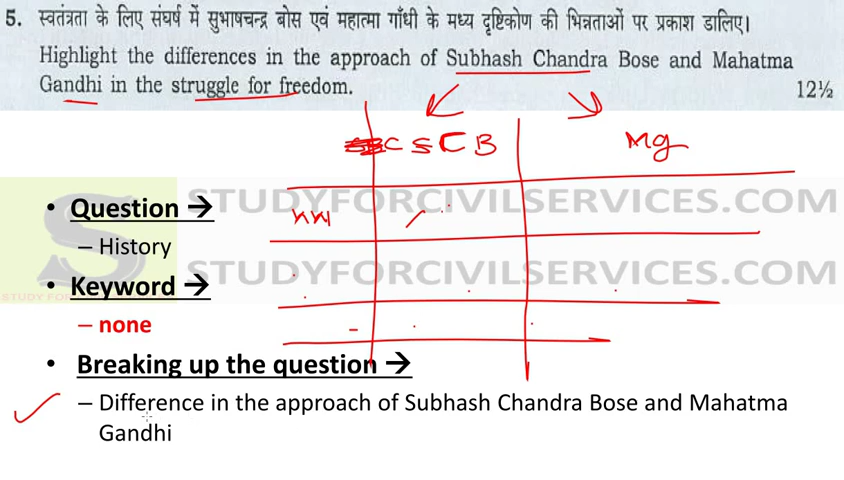 5. स्वतंत्रता के लिए संघर्ष में सुभाषचन्द्र बोस एवं महात्मा गाँधी के मध्य दृष्टिकोण की भिन्नताओं पर प्रकाश डालिए।
Highlight the differences in the approach of Subhash Chandra Bose and Mahatma
Gandhi in the struggle for freedom. 12½
SCB Mg
STUDYFORCIVILSERVICES.COM
• Question →
– History
STUDYFORCIVILSERVICES.COM
• Keyword →
– none
• Breaking up the question →
– Difference in the approach of Subhash Chandra Bose and Mahatma
Gandhi